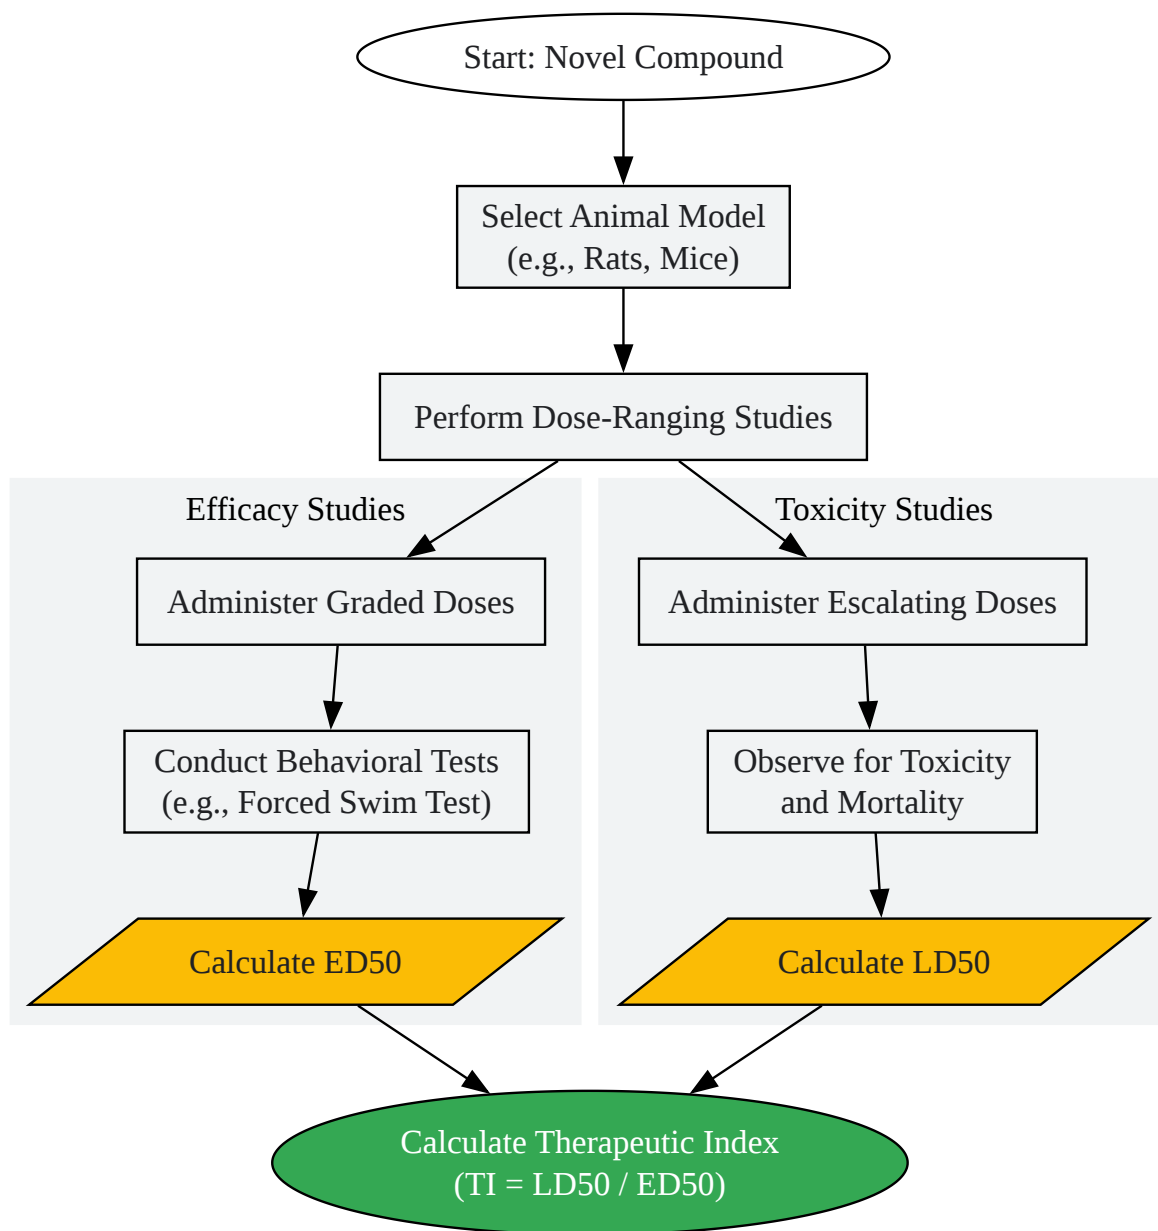 Start: Novel Compound
Select Animal Model
(e.g., Rats, Mice)
Perform Dose-Ranging Studies
Efficacy Studies
Administer Graded Doses
Conduct Behavioral Tests
(e.g., Forced Swim Test)
Calculate ED50
Toxicity Studies
Administer Escalating Doses
Observe for Toxicity
and Mortality
Calculate LD50
Calculate Therapeutic Index
(TI = LD50 / ED50)